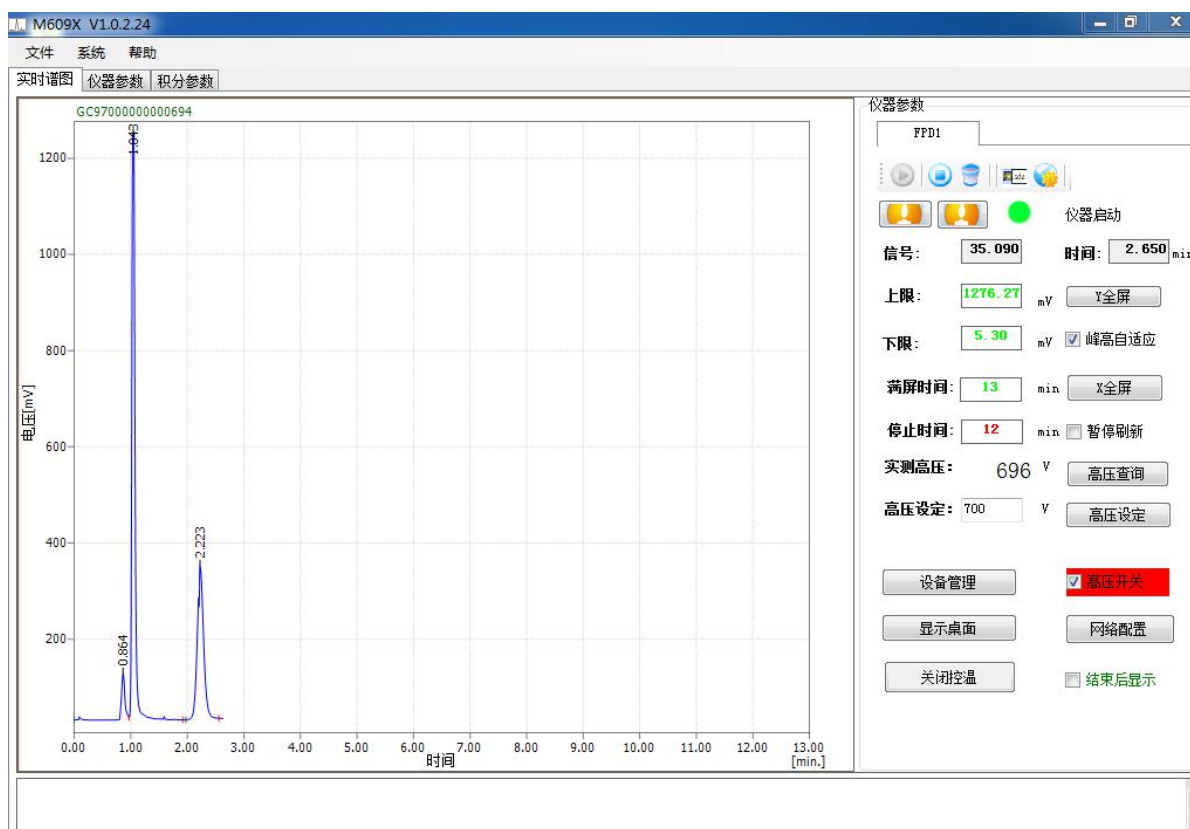 M609X V1.0.2.24
文件 系统 帮助
实时谱图 仪器参数 积分参数
GC97000000000694
1200
1000
800
600
400
200
电压[mV]
1.043
0.864
2.223
0.00 1.00 2.00 3.00 4.00 5.00 6.00 7.00 8.00 9.00 10.00 11.00 12.00 13.00
时间
[min.]
仪器参数
FPD1
仪器启动
信号: 35.090 时间: 2.650 min
上限: 1276.27 mV Y全屏
下限: 5.30 mV 峰高自适应
满屏时间: 13 min X全屏
停止时间: 12 min 暂停刷新
实测高压: 696 V 高压查询
高压设定: 700 V 高压设定
设备管理 高压开关
显示桌面 网络配置
关闭控温 结束后显示